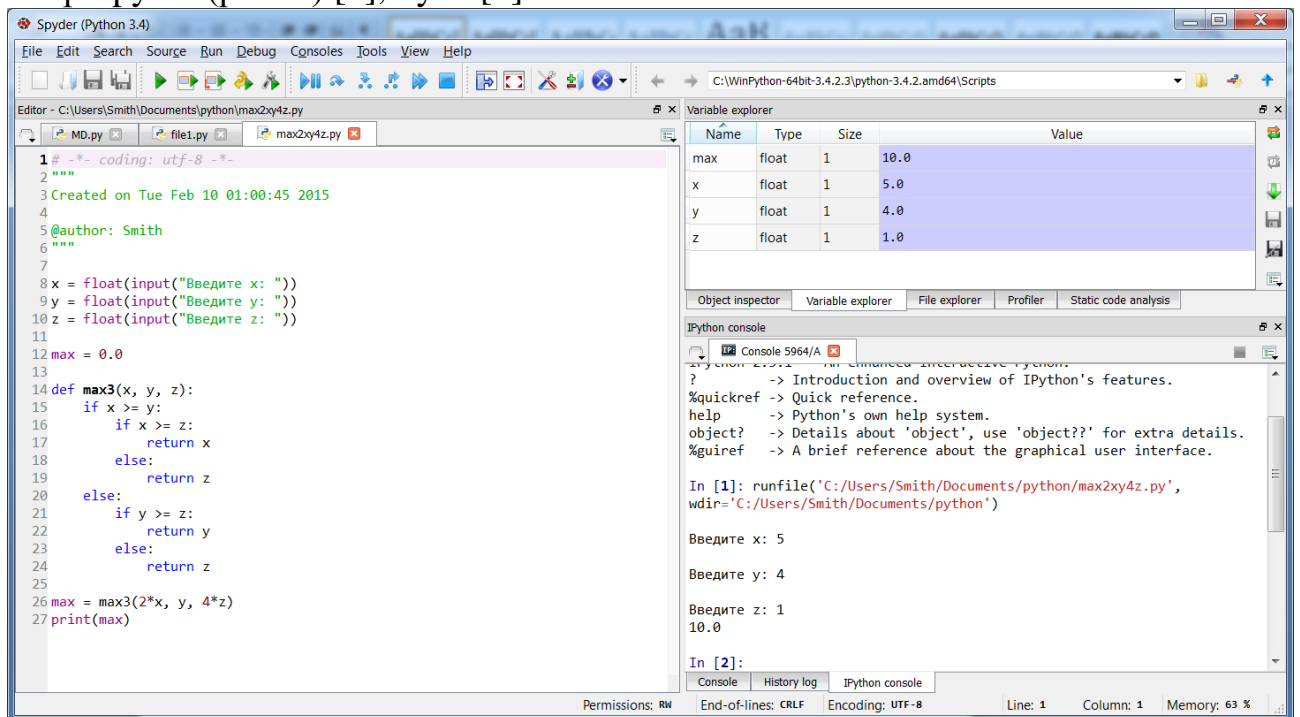 Spyder (Python 3.4)
File Edit Search Source Run Debug Consoles Tools View Help
C:\WinPython-64bit-3.4.2.3\python-3.4.2.amd64\Scripts
Editor - C:\Users\Smith\Documents\python\max2xy4z.py
MD.py file1.py max2xy4z.py
1 # -*- coding: utf-8 -*-
2 """
3 Created on Tue Feb 10 01:00:45 2015
4
5 @author: Smith
6 """
7
8 x = float(input("Введите x: "))
9 y = float(input("Введите y: "))
10 z = float(input("Введите z: "))
11
12 max = 0.0
13
14 def max3(x, y, z):
15     if x >= y:
16         if x >= z:
17             return x
18         else:
19             return z
20     else:
21         if y >= z:
22             return y
23         else:
24             return z
25
26 max = max3(2*x, y, 4*z)
27 print(max)
Variable explorer
Name Type Size Value
max float 1 10.0
x float 1 5.0
y float 1 4.0
z float 1 1.0
Object inspector Variable explorer File explorer Profiler Static code analysis
IPython console
Console 5964/A
? -> Introduction and overview of IPython's features.
%quickref -> Quick reference.
help -> Python's own help system.
object? -> Details about 'object', use 'object??' for extra details.
%guiref -> A brief reference about the graphical user interface.
In [1]: runfile('C:/Users/Smith/Documents/python/max2xy4z.py',
wdir='C:/Users/Smith/Documents/python')
Введите x: 5
Введите y: 4
Введите z: 1
10.0
In [2]:
Console History log IPython console
Permissions: RW End-of-lines: CRLF Encoding: UTF-8 Line: 1 Column: 1 Memory: 63 %